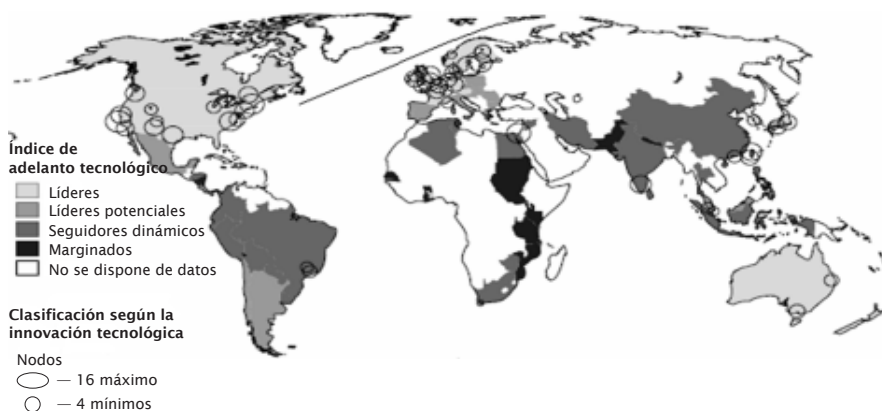 Índice de
adelanto tecnológico
Líderes
Líderes potenciales
Seguidores dinámicos
Marginados
No se dispone de datos
Clasificación según la
innovación tecnológica
Nodos
— 16 máximo
— 4 mínimos